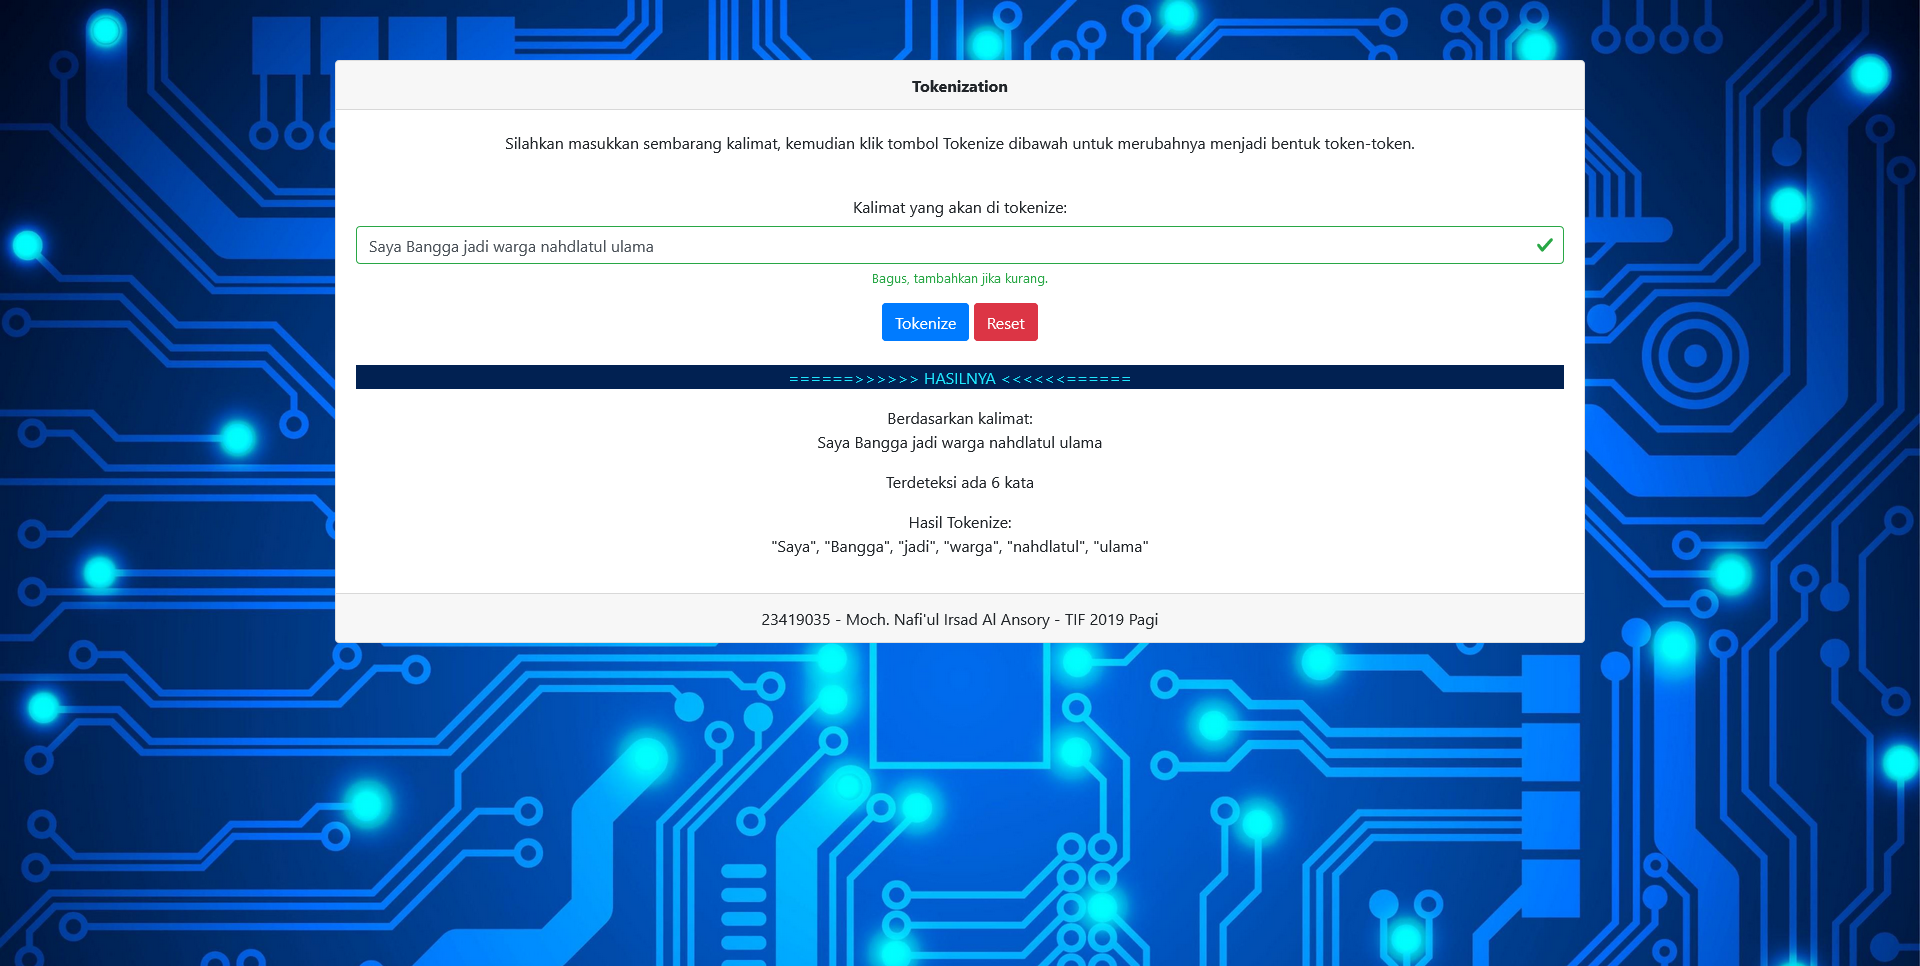 Tokenization
Silahkan masukkan sembarang kalimat, kemudian klik tombol Tokenize dibawah untuk merubahnya menjadi bentuk token-token.
Kalimat yang akan di tokenize:
Saya Bangga jadi warga nahdlatul ulama
Bagus, tambahkan jika kurang.
Tokenize Reset
======>>>>>> HASILNYA <<<<<<======
Berdasarkan kalimat:
Saya Bangga jadi warga nahdlatul ulama
Terdeteksi ada 6 kata
Hasil Tokenize:
"Saya", "Bangga", "jadi", "warga", "nahdlatul", "ulama"
23419035 - Moch. Nafi'ul Irsad Al Ansory - TIF 2019 Pagi